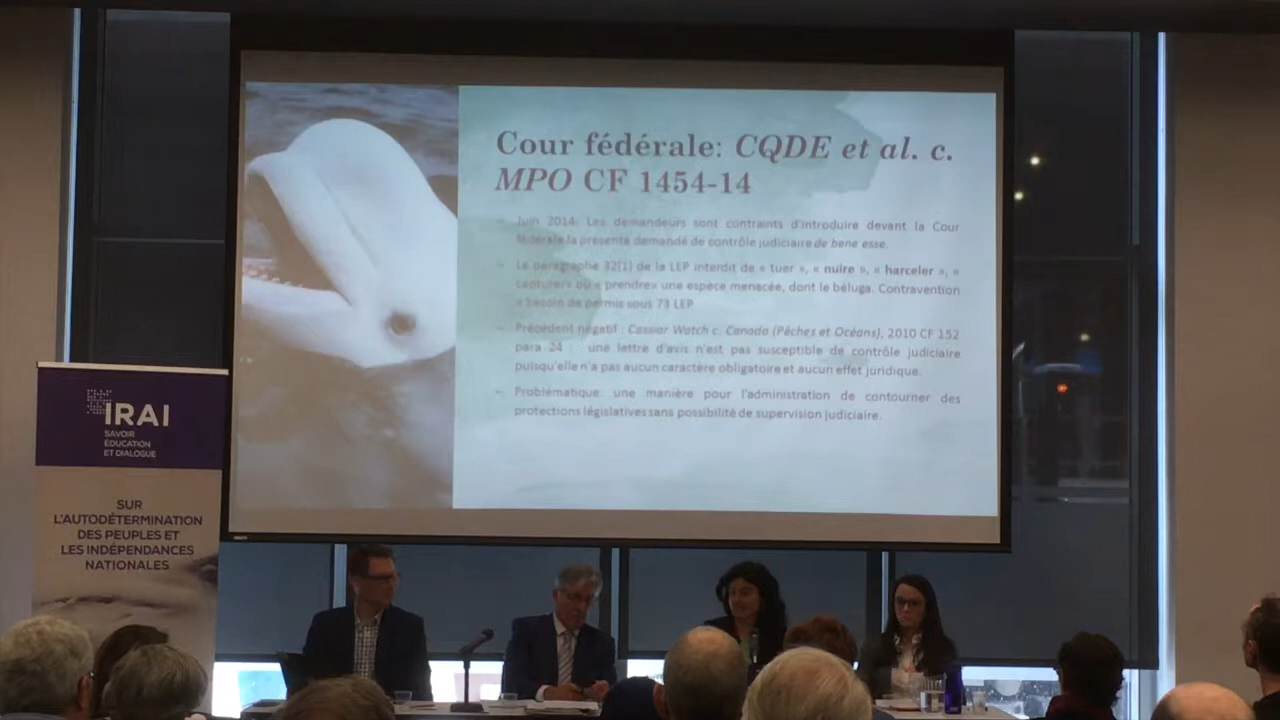 Cour fédérale: CQDE et al. c.
MPO CF 1454-14
– Juin 2014: Les demandeurs sont contraints d'introduire devant la Cour
fédérale la présente demande de contrôle judiciaire de bene esse.
– Le paragraphe 32(1) de la LEP interdit de « tuer », « nuire », « harceler », «
capturer» ou « prendre» une espèce menacée, dont le béluga. Contravention
= besoin de permis sous 73 LEP
– Précédent négatif : Cassiar Watch c. Canada (Pêches et Océans), 2010 CF 152
para 24 : une lettre d'avis n'est pas susceptible de contrôle judiciaire
puisqu'elle n'a pas aucun caractère obligatoire et aucun effet juridique.
– Problématique: une manière pour l'administration de contourner des
protections législatives sans possibilité de supervision judiciaire.
IRAI
SAVOIR
ÉDUCATION
ET DIALOGUE
SUR
L'AUTODÉTERMINATION
DES PEUPLES ET
LES INDÉPENDANCES
NATIONALES